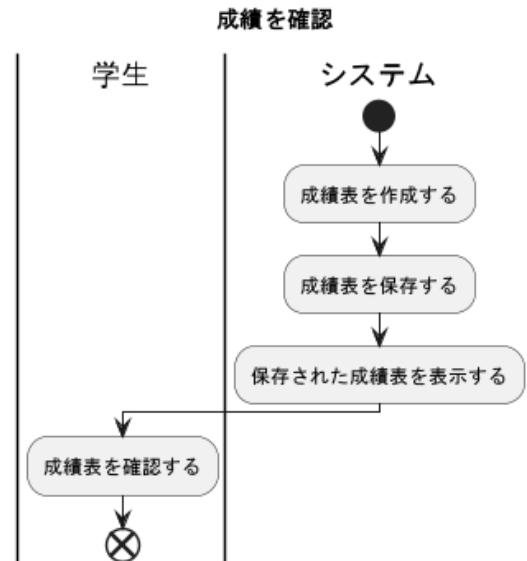 成績を確認
学生
システム
成績表を作成する
成績表を保存する
保存された成績表を表示する
成績表を確認する